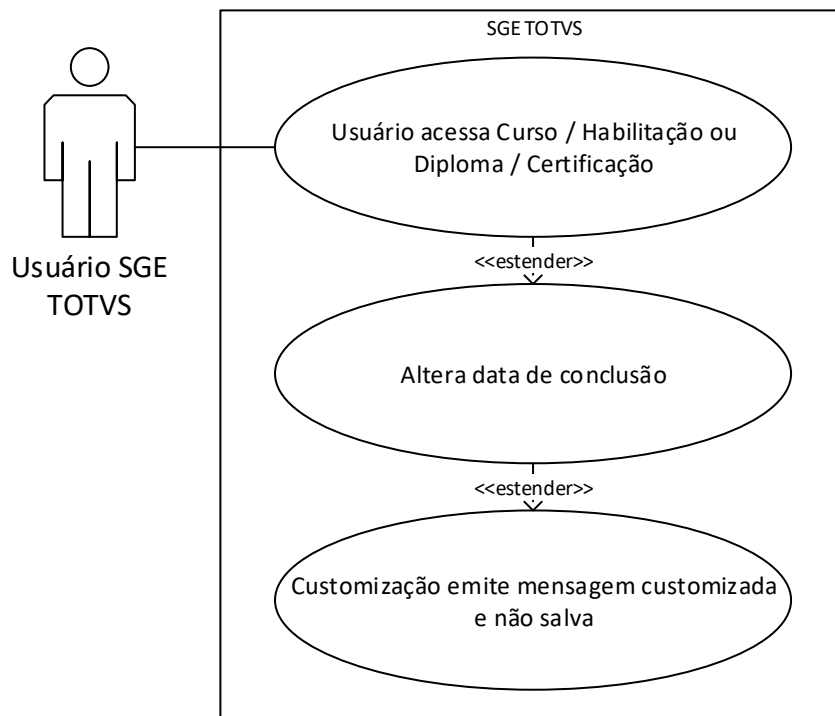 SGE TOTVS
Usuário acessa Curso / Habilitação ou
Diploma / Certificação
Usuário SGE
TOTVS
<<estender>>
Altera data de conclusão
<<estender>>
Customização emite mensagem customizada
e não salva